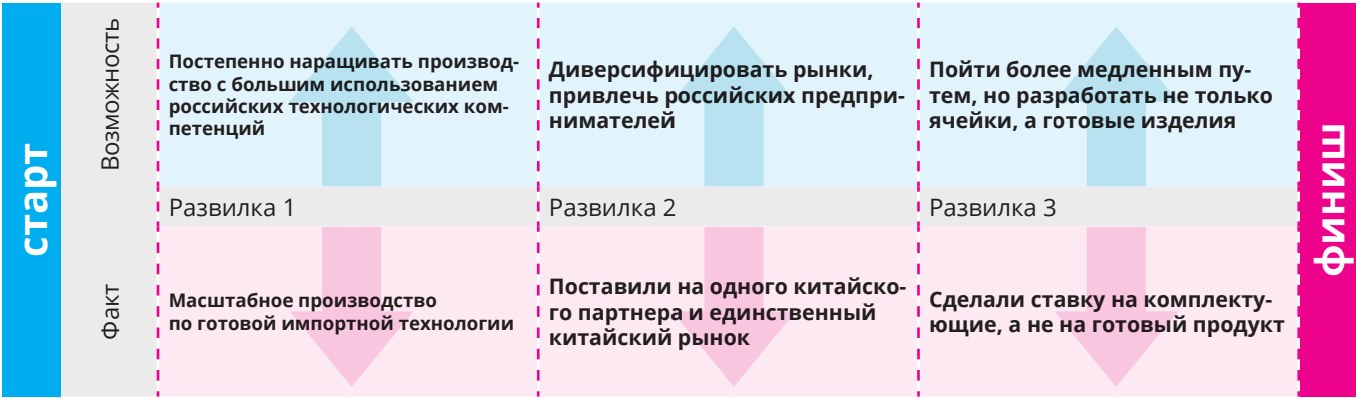 старт
Возможность
Постепенно наращивать производ-
ство с большим использованием
российских технологических ком-
петенций
Диверсифицировать рынки,
привлечь российских предпри-
нимателей
Пойти более медленным пу-
тем, но разработать не только
ячейки, а готовые изделия
Развилка 1
Развилка 2
Развилка 3
Факт
Масштабное производство
по готовой импортной технологии
Поставили на одного китайско-
го партнера и единственный
китайский рынок
Сделали ставку на комплекту-
ющие, а не на готовый продукт
финиш